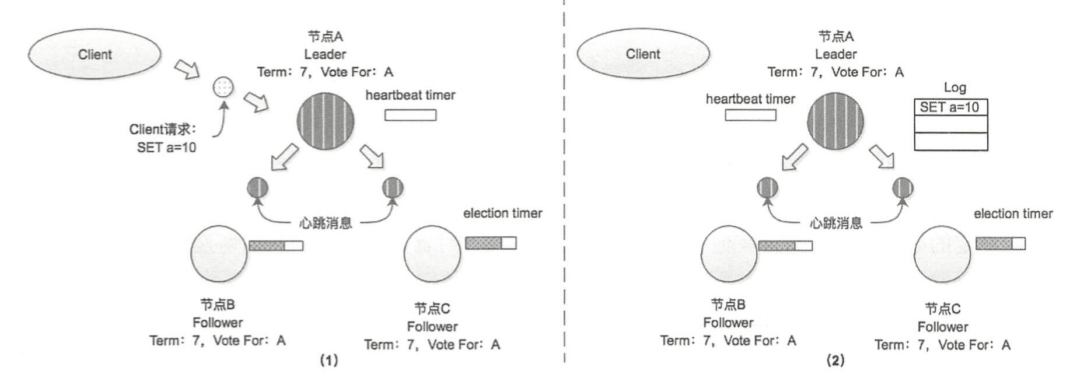 Client
Client请求：
SET a=10
节点A
Leader
Term：7，Vote For：A
heartbeat timer
心跳消息
election timer
节点B
Follower
Term：7，Vote For：A
节点C
Follower
Term：7，Vote For：A
(1)
Client
节点A
Leader
Term：7，Vote For：A
heartbeat timer
Log
SET a=10
心跳消息
election timer
节点B
Follower
Term：7，Vote For：A
节点C
Follower
Term：7，Vote For：A
(2)